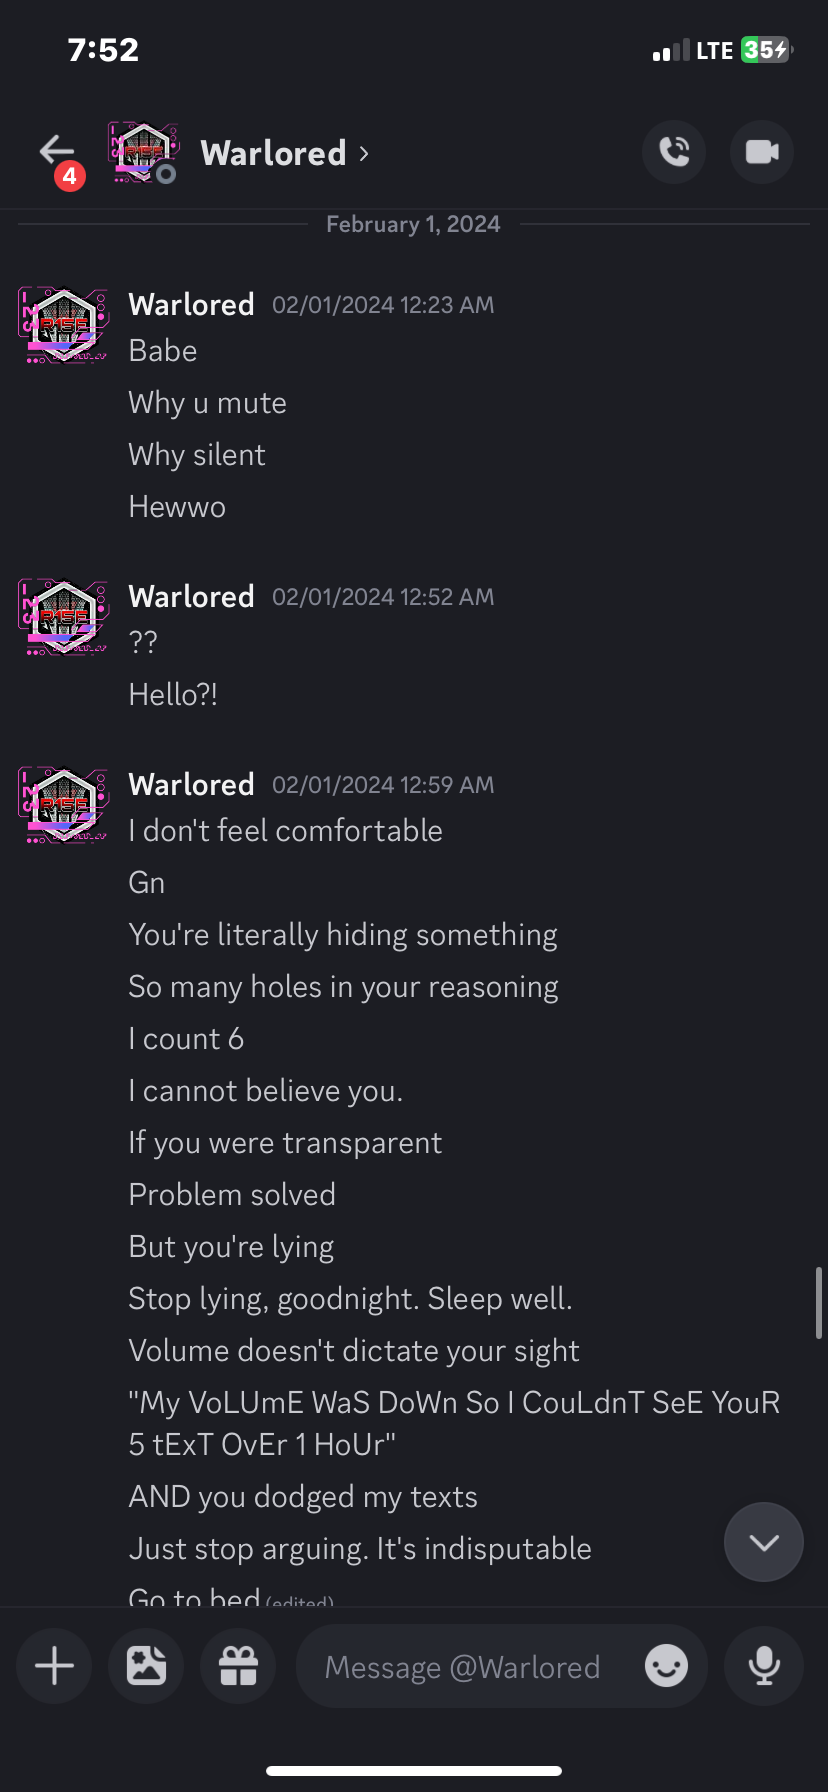 7:52
LTE 35
4
Warlored
February 1, 2024
Warlored 02/01/2024 12:23 AM
Babe
Why u mute
Why silent
Hewwo
Warlored 02/01/2024 12:52 AM
??
Hello?!
Warlored 02/01/2024 12:59 AM
I don't feel comfortable
Gn
You're literally hiding something
So many holes in your reasoning
I count 6
I cannot believe you.
If you were transparent
Problem solved
But you're lying
Stop lying, goodnight. Sleep well.
Volume doesn't dictate your sight
"My VoLUmE WaS DoWn So I CouLdnT SeE YouR
5 tExT OvEr 1 HoUr"
AND you dodged my texts
Just stop arguing. It's indisputable
Go to bed (edited)
Message @Warlored